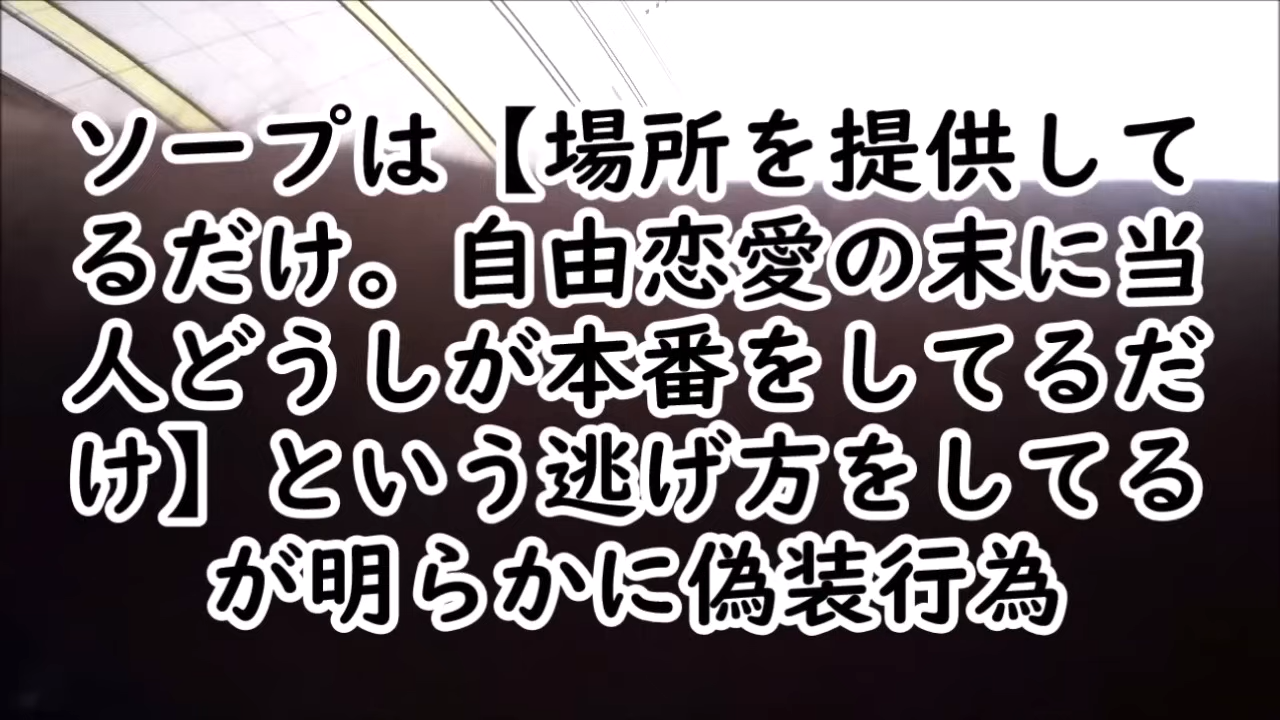 ソープは【場所を提供して
るだけ。自由恋愛の末に当
人どうしが本番をしてるだ
け】という逃げ方をしてる
が明らかに偽装行為